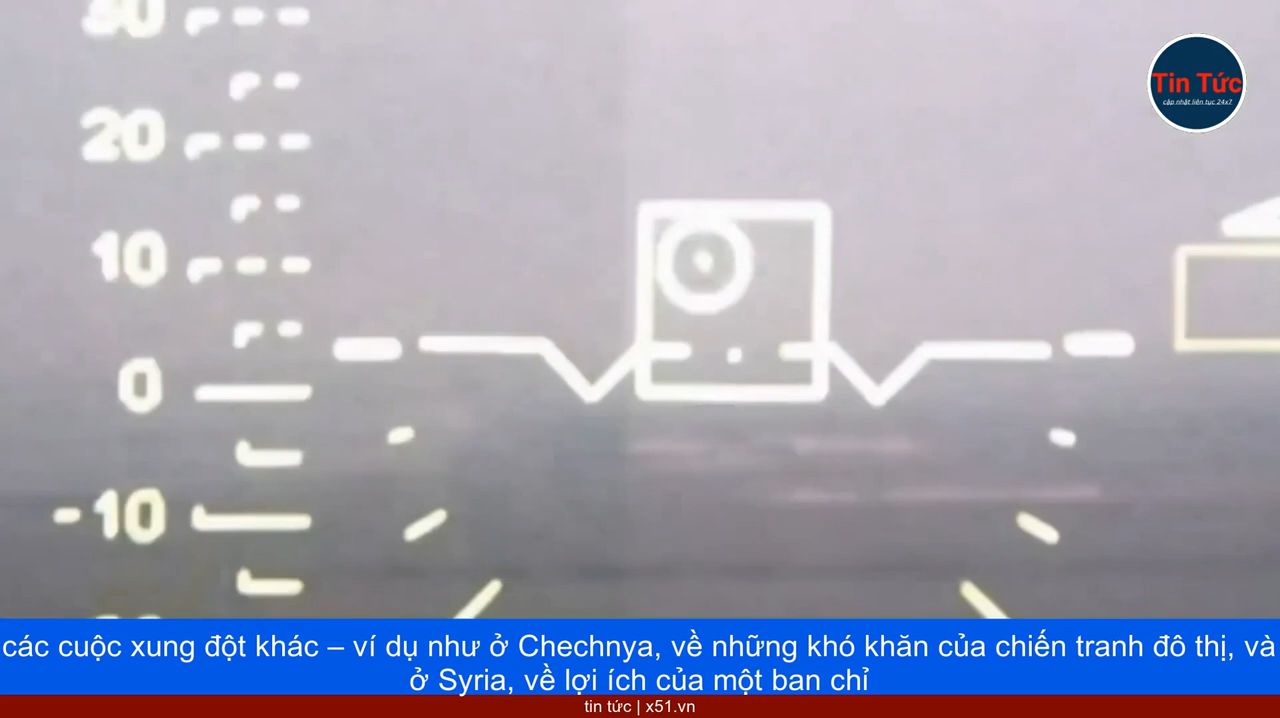 20
10
0
-10
Tin Tức
cập nhật liên tục 24x7
các cuộc xung đột khác – ví dụ như ở Chechnya, về những khó khăn của chiến tranh đô thị, và
ở Syria, về lợi ích của một ban chỉ
tin tức | x51.vn